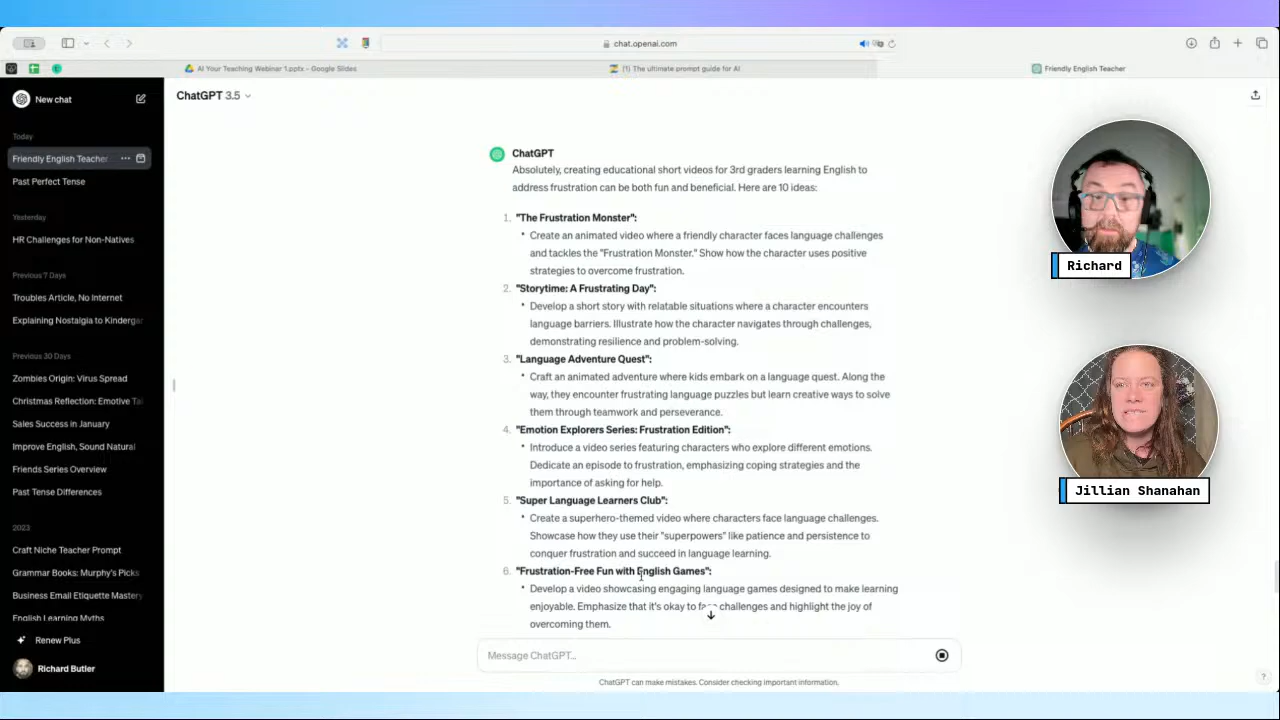 chat.openai.com
AI Your Teaching Webinar 1.pptx - Google Slides
(1) The ultimate prompt guide for AI
Friendly English Teacher
New chat
ChatGPT 3.5
Today
Friendly English Teacher
Past Perfect Tense
Yesterday
HR Challenges for Non-Natives
Previous 7 Days
Troubles Article, No Internet
Explaining Nostalgia to Kindergar
Previous 30 Days
Zombies Origin: Virus Spread
Christmas Reflection: Emotive Ta
Sales Success in January
Improve English, Sound Natural
Friends Series Overview
Past Tense Differences
2023
Craft Niche Teacher Prompt
Grammar Books: Murphy's Picks
Business Email Etiquette Mastery
English Learning Myths
Renew Plus
Richard Butler
ChatGPT
Absolutely, creating educational short videos for 3rd graders learning English to
address frustration can be both fun and beneficial. Here are 10 ideas:
1. "The Frustration Monster":
• Create an animated video where a friendly character faces language challenges
and tackles the "Frustration Monster." Show how the character uses positive
strategies to overcome frustration.
2. "Storytime: A Frustrating Day":
• Develop a short story with relatable situations where a character encounters
language barriers. Illustrate how the character navigates through challenges,
demonstrating resilience and problem-solving.
3. "Language Adventure Quest":
• Craft an animated adventure where kids embark on a language quest. Along the
way, they encounter frustrating language puzzles but learn creative ways to solve
them through teamwork and perseverance.
4. "Emotion Explorers Series: Frustration Edition":
• Introduce a video series featuring characters who explore different emotions.
Dedicate an episode to frustration, emphasizing coping strategies and the
importance of asking for help.
5. "Super Language Learners Club":
• Create a superhero-themed video where characters face language challenges.
Showcase how they use their "superpowers" like patience and persistence to
conquer frustration and succeed in language learning.
6. "Frustration-Free Fun with English Games":
• Develop a video showcasing engaging language games designed to make learning
enjoyable. Emphasize that it's okay to face challenges and highlight the joy of
overcoming them.
Message ChatGPT...
ChatGPT can make mistakes. Consider checking important information.
Richard
Jillian Shanahan